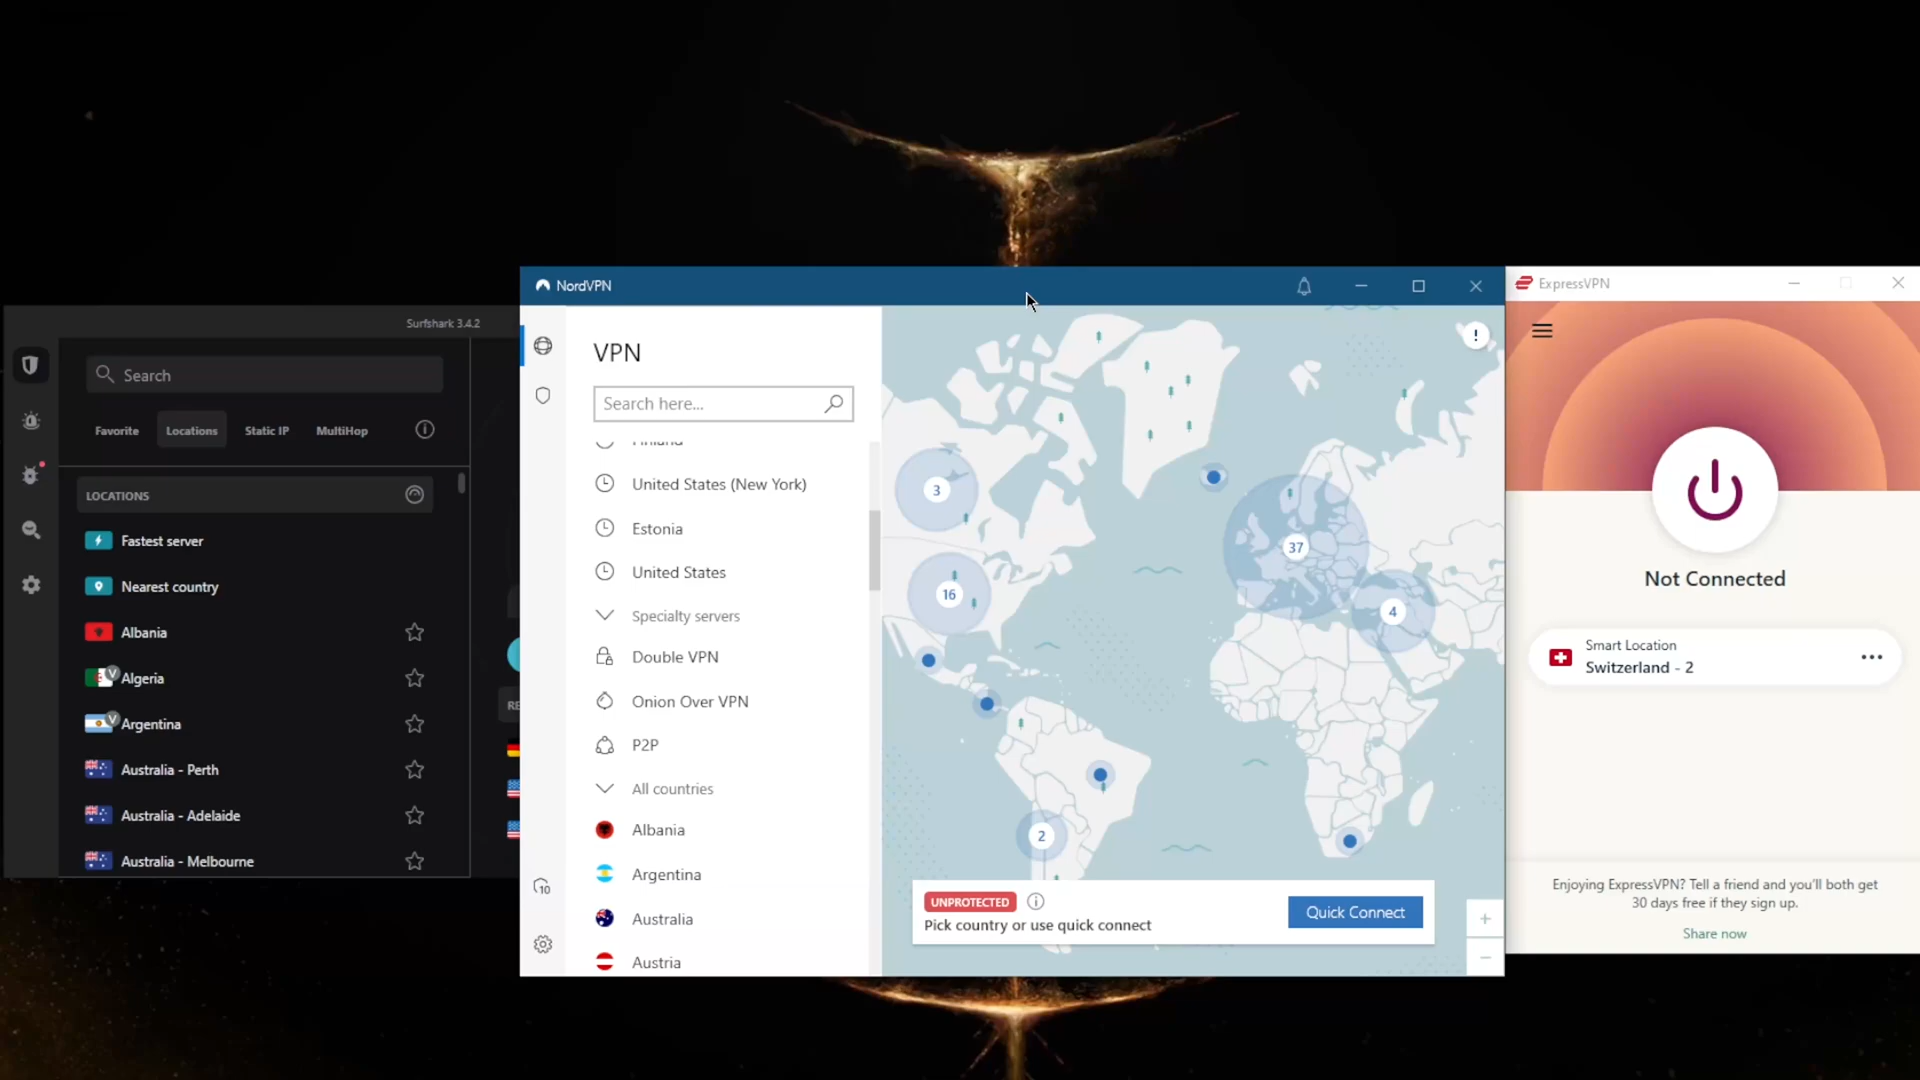 Surfshark 3.4.2
Search
Favorite
Locations
Static IP
MultiHop
LOCATIONS
Fastest server
Nearest country
Albania
V
Algeria
V
Argentina
Australia - Perth
Australia - Adelaide
Australia - Melbourne
RE
NordVPN
VPN
Search here...
Finland
United States (New York)
Estonia
United States
Specialty servers
Double VPN
Onion Over VPN
P2P
All countries
Albania
Argentina
Australia
Austria
10
3
16
37
4
2
!
UNPROTECTED
Pick country or use quick connect
Quick Connect
+
−
ExpressVPN
Not Connected
Smart Location
Switzerland - 2
Enjoying ExpressVPN? Tell a friend and you'll both get
30 days free if they sign up.
Share now